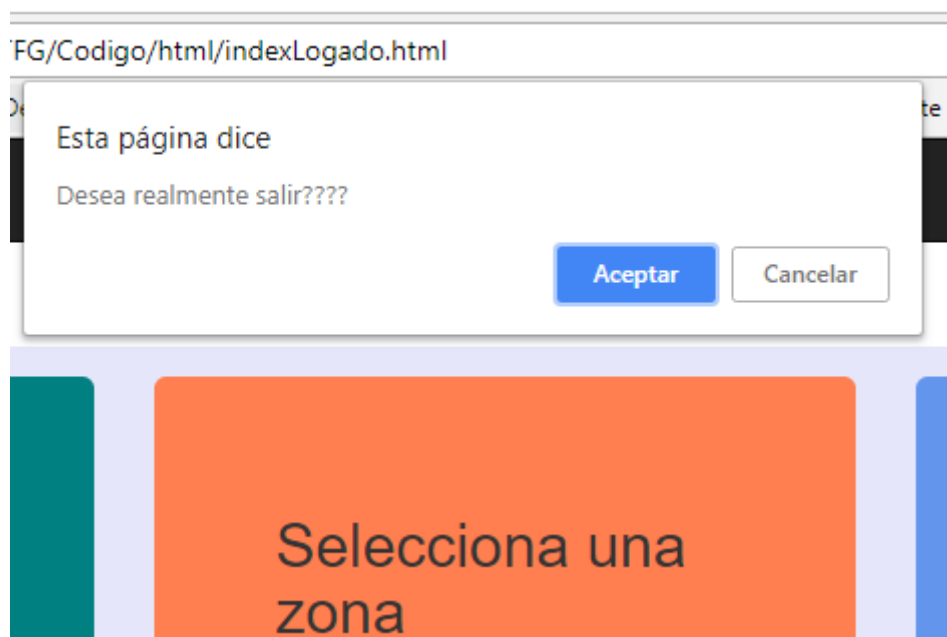 FG/Codigo/html/indexLogado.html
Esta página dice
Desea realmente salir????
Aceptar
Cancelar
Selecciona una
zona